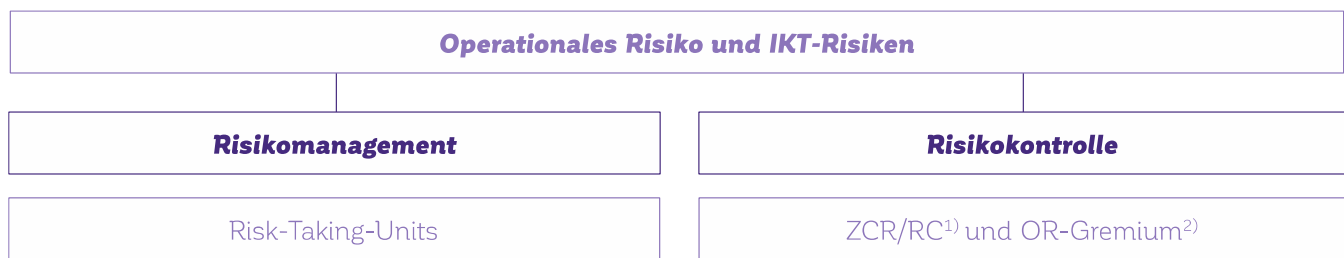 Operationales Risiko und IKT-Risiken
Risikomanagement
Risikokontrolle
Risk-Taking-Units
ZCR/RC1) und OR-Gremium2)